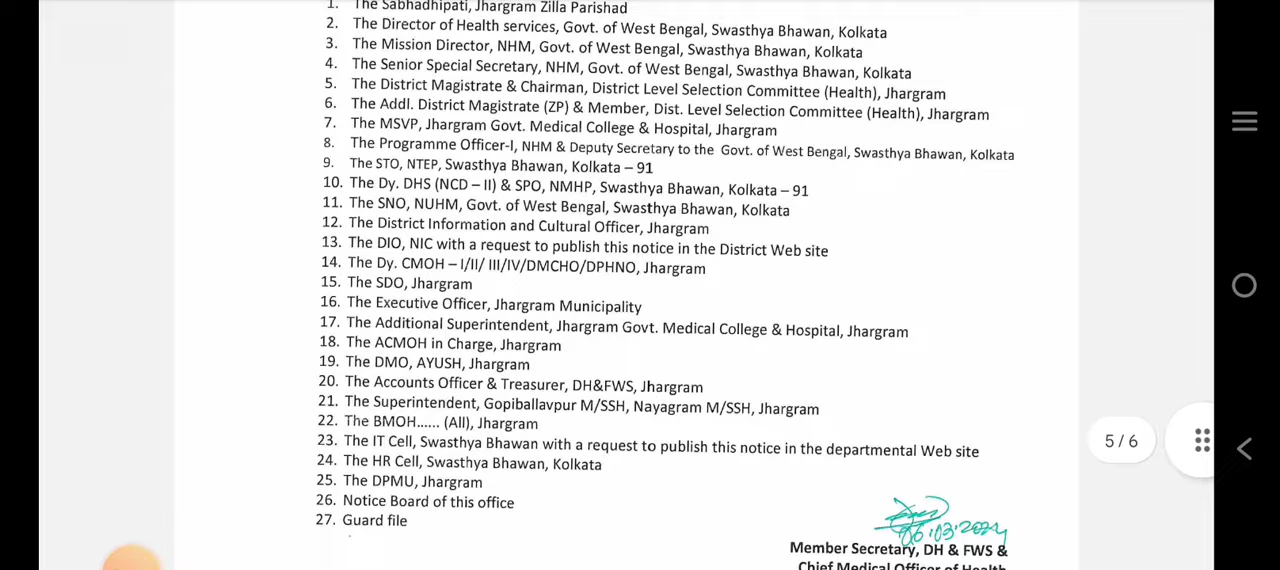 1. The Sabhadhipati, Jhargram Zilla Parishad
2. The Director of Health services, Govt. of West Bengal, Swasthya Bhawan, Kolkata
3. The Mission Director, NHM, Govt. of West Bengal, Swasthya Bhawan, Kolkata
4. The Senior Special Secretary, NHM, Govt. of West Bengal, Swasthya Bhawan, Kolkata
5. The District Magistrate & Chairman, District Level Selection Committee (Health), Jhargram
6. The Addl. District Magistrate (ZP) & Member, Dist. Level Selection Committee (Health), Jhargram
7. The MSVP, Jhargram Govt. Medical College & Hospital, Jhargram
8. The Programme Officer-I, NHM & Deputy Secretary to the Govt. of West Bengal, Swasthya Bhawan, Kolkata
9. The STO, NTEP, Swasthya Bhawan, Kolkata – 91
10. The Dy. DHS (NCD – II) & SPO, NMHP, Swasthya Bhawan, Kolkata – 91
11. The SNO, NUHM, Govt. of West Bengal, Swasthya Bhawan, Kolkata
12. The District Information and Cultural Officer, Jhargram
13. The DIO, NIC with a request to publish this notice in the District Web site
14. The Dy. CMOH – I/II/ III/IV/DMCHO/DPHNO, Jhargram
15. The SDO, Jhargram
16. The Executive Officer, Jhargram Municipality
17. The Additional Superintendent, Jhargram Govt. Medical College & Hospital, Jhargram
18. The ACMOH in Charge, Jhargram
19. The DMO, AYUSH, Jhargram
20. The Accounts Officer & Treasurer, DH&FWS, Jhargram
21. The Superintendent, Gopiballavpur M/SSH, Nayagram M/SSH, Jhargram
22. The BMOH...... (All), Jhargram
23. The IT Cell, Swasthya Bhawan with a request to publish this notice in the departmental Web site
24. The HR Cell, Swasthya Bhawan, Kolkata
25. The DPMU, Jhargram
26. Notice Board of this office
27. Guard file
5 / 6
06.03.2024
Member Secretary, DH & FWS &
Chief Medical Officer of Health